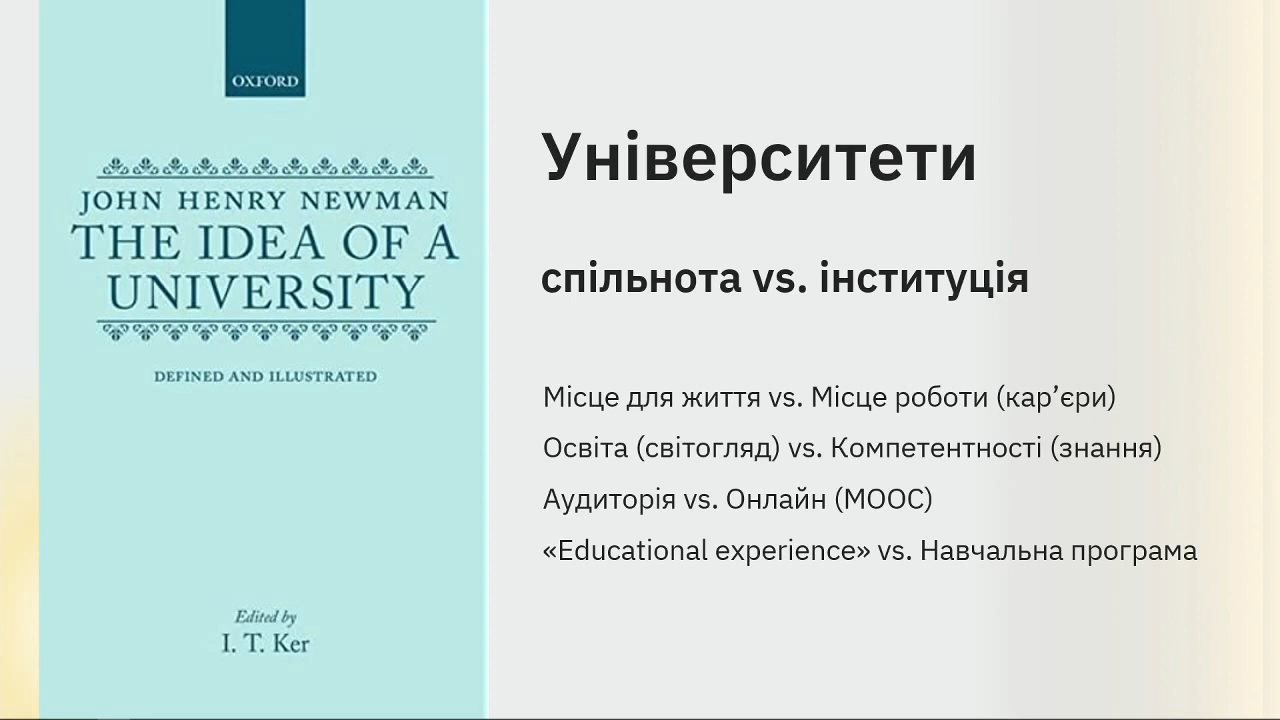 OXFORD
JOHN HENRY NEWMAN
THE IDEA OF A
UNIVERSITY
DEFINED AND ILLUSTRATED
Edited by
I. T. Ker
Університети
спільнота vs. інституція
Місце для життя vs. Місце роботи (кар’єри)
Освіта (світогляд) vs. Компетентності (знання)
Аудиторія vs. Онлайн (МООС)
«Educational experience» vs. Навчальна програма